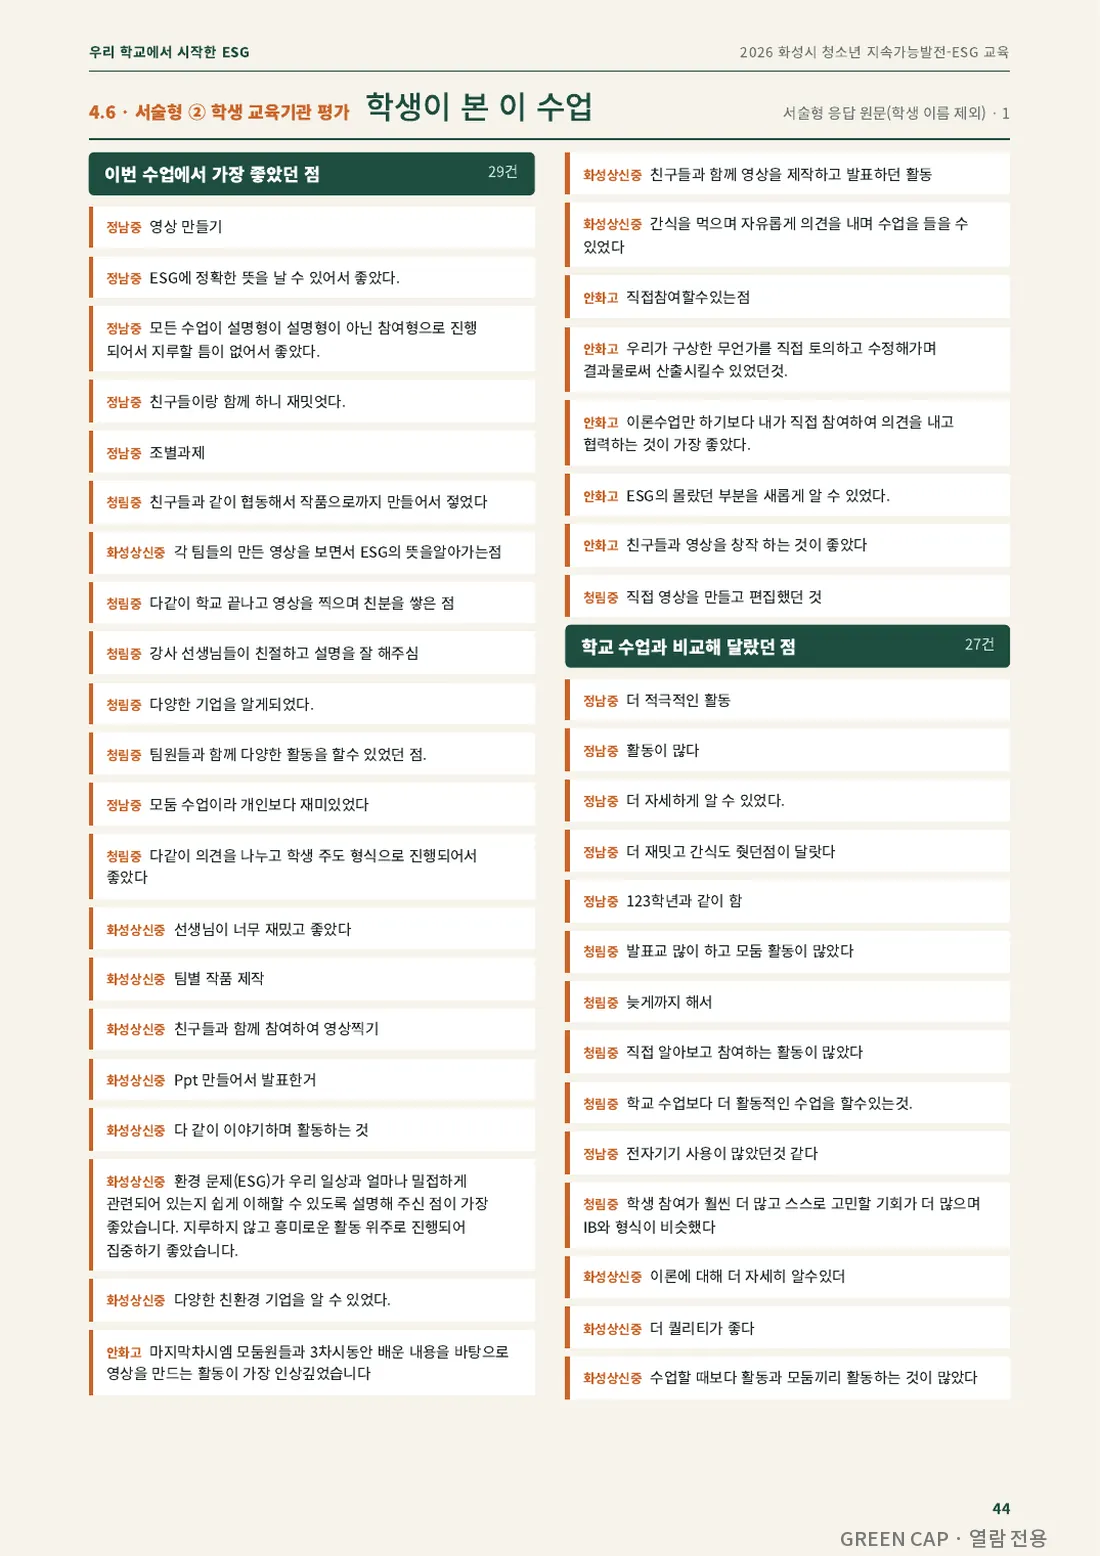 우리 학교에서 시작한 ESG
2026 화성시 청소년 지속가능발전-ESG 교육
4.6 · 서술형 ② 학생 교육기관 평가 학생이 본 이 수업
서술형 응답 원문(학생 이름 제외) · 1
이번 수업에서 가장 좋았던 점 29건
정남중 영상 만들기
정남중 ESG에 정확한 뜻을 날 수 있어서 좋았다.
정남중 모든 수업이 설명형이 설명형이 아닌 참여형으로 진행
되어서 지루할 틈이 없어서 좋았다.
정남중 친구들이랑 함께 하니 재밋엇다.
정남중 조별과제
청림중 친구들과 같이 협동해서 작품으로까지 만들어서 젛었다
화성상신중 각 팀들의 만든 영상을 보면서 ESG의 뜻을알아가는점
청림중 다같이 학교 끝나고 영상을 찍으며 친분을 쌓은 점
청림중 강사 선생님들이 친절하고 설명을 잘 해주심
청림중 다양한 기업을 알게되었다.
청림중 팀원들과 함께 다양한 활동을 할수 있었던 점.
정남중 모둠 수업이라 개인보다 재미있었다
청림중 다같이 의견을 나누고 학생 주도 형식으로 진행되어서
좋았다
화성상신중 선생님이 너무 재밌고 좋았다
화성상신중 팀별 작품 제작
화성상신중 친구들과 함께 참여하여 영상찍기
화성상신중 Ppt 만들어서 발표한거
화성상신중 다 같이 이야기하며 활동하는 것
화성상신중 환경 문제(ESG)가 우리 일상과 얼마나 밀접하게
관련되어 있는지 쉽게 이해할 수 있도록 설명해 주신 점이 가장
좋았습니다. 지루하지 않고 흥미로운 활동 위주로 진행되어
집중하기 좋았습니다.
화성상신중 다양한 친환경 기업을 알 수 있었다.
안화고 마지막차시엠 모둠원들과 3차시동안 배운 내용을 바탕으로
영상을 만드는 활동이 가장 인상깊었습니다
화성상신중 친구들과 함께 영상을 제작하고 발표하던 활동
화성상신중 간식을 먹으며 자유롭게 의견을 내며 수업을 들을 수
있었다
안화고 직접참여할수있는점
안화고 우리가 구상한 무언가를 직접 토의하고 수정해가며
결과물로써 산출시킬수 있었던것.
안화고 이론수업만 하기보다 내가 직접 참여하여 의견을 내고
협력하는 것이 가장 좋았다.
안화고 ESG의 몰랐던 부분을 새롭게 알 수 있었다.
안화고 친구들과 영상을 창작 하는 것이 좋았다
청림중 직접 영상을 만들고 편집했던 것
학교 수업과 비교해 달랐던 점 27건
정남중 더 적극적인 활동
정남중 활동이 많다
정남중 더 자세하게 알 수 있었다.
정남중 더 재밋고 간식도 줫던점이 달랏다
정남중 123학년과 같이 함
청림중 발표교 많이 하고 모둠 활동이 많았다
청림중 늦게까지 해서
청림중 직접 알아보고 참여하는 활동이 많았다
청림중 학교 수업보다 더 활동적인 수업을 할수있는것.
정남중 전자기기 사용이 많았던것 같다
청림중 학생 참여가 훨씬 더 많고 스스로 고민할 기회가 더 많으며
IB와 형식이 비슷했다
화성상신중 이론에 대해 더 자세히 알수있더
화성상신중 더 퀄리티가 좋다
화성상신중 수업할 때보다 활동과 모둠끼리 활동하는 것이 많았다
44
GREEN CAP · 열람 전용